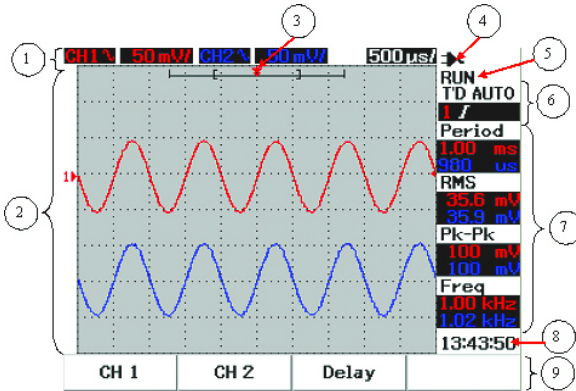 3
4
1
CH1 50 mV/ CH2 50 mV/ 500 µs/
5
RUN
T'D AUTO
6
1
Period
1.00 ms
980 us
1
2
RMS
35.6 mV
35.9 mV
7
Pk-Pk
100 mV
100 mV
Freq
1.00 kHz
1.02 kHz
13:43:50
8
CH 1 CH 2 Delay
9